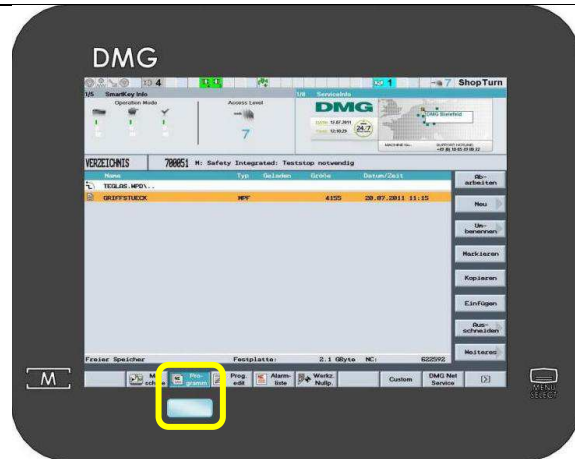 DMG
4
1
7 ShopTurn
1/5 SmartKey Info
1/8 ServiceInfo
Operation Mode
Access Level
7
DMG
24/7
DMG Bielefeld
VERZEICHNIS 700051 M: Safety Integrated: Teststop notwendig
Name Typ Geladen Größe Datum/Zeit
TEQLAS.WPD\..
GRIFFSTUECK MPF 4155 20.07.2011 11:15
Ab-
arbeiten
Neu
Um-
benennen
Markieren
Kopieren
Einfügen
Aus-
schneiden
Weiteres
Freier Speicher Festplatte: 2.1 GByte NC: 622592
Pro-
gramm
Prog.
edit
Alarm-
liste
Werkz.
Nullp.
Custom
DMG Net
Service
M
MENU
SELECT